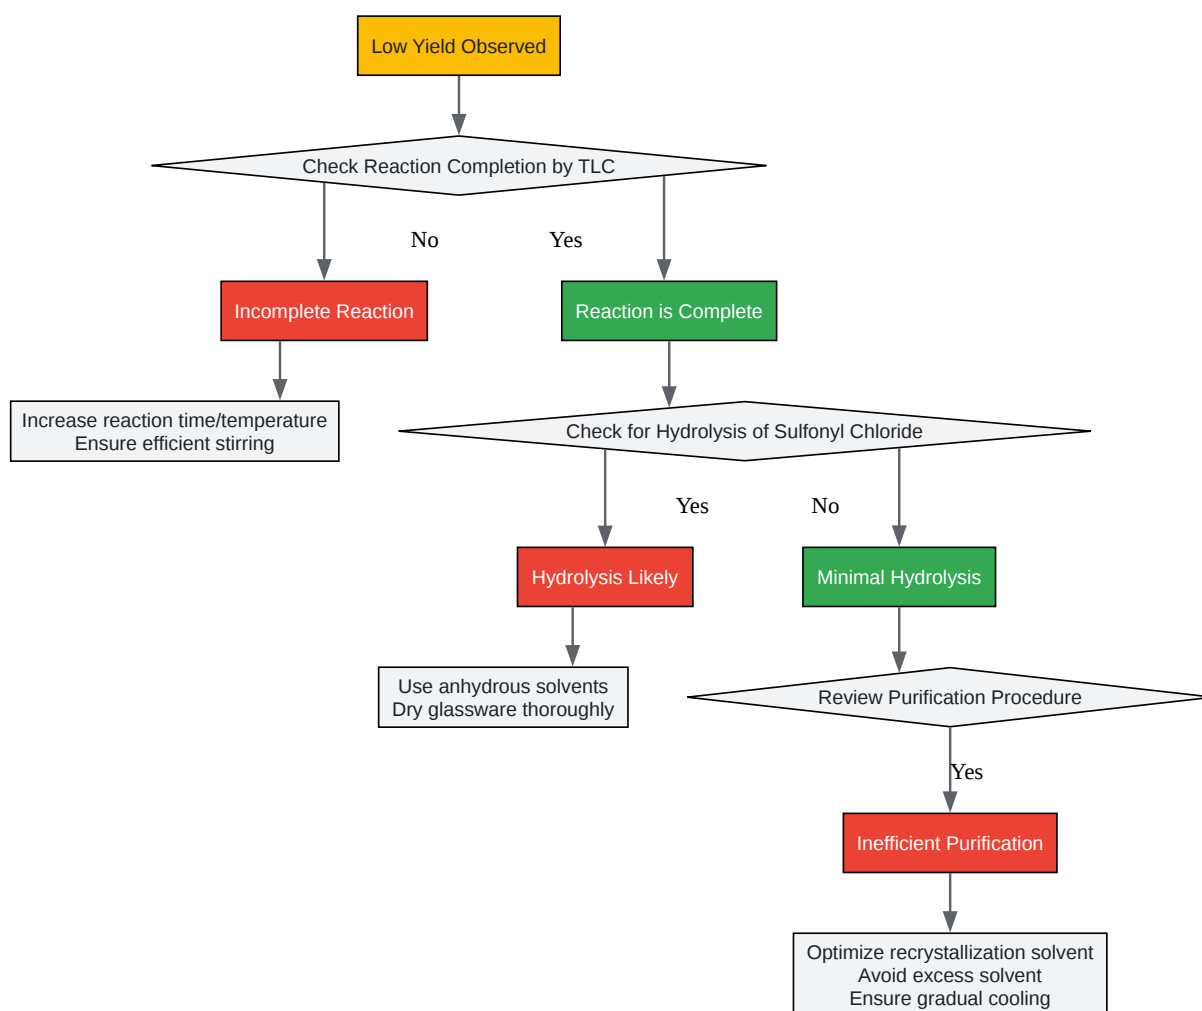 Low Yield Observed
Check Reaction Completion by TLC
No
Yes
Incomplete Reaction
Reaction is Complete
Increase reaction time/temperature
Ensure efficient stirring
Check for Hydrolysis of Sulfonyl Chloride
Yes
No
Hydrolysis Likely
Minimal Hydrolysis
Use anhydrous solvents
Dry glassware thoroughly
Review Purification Procedure
Yes
Inefficient Purification
Optimize recrystallization solvent
Avoid excess solvent
Ensure gradual cooling